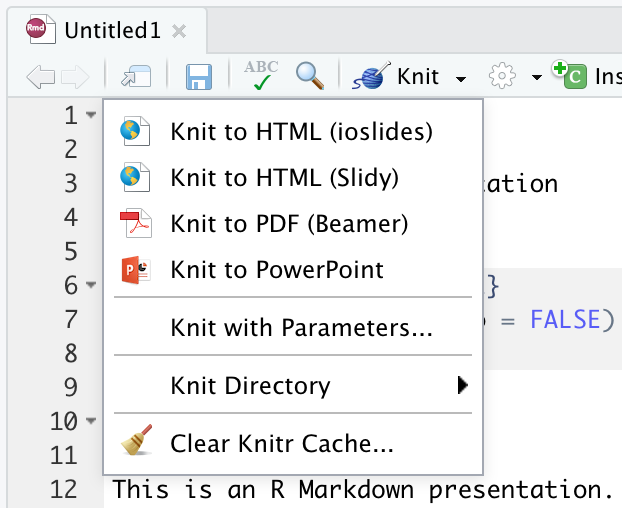 Rmd Untitled1
ABC Knit Ins
1
Knit to HTML (ioslides)
2
Knit to HTML (Slidy)
3 ation
4 Knit to PDF (Beamer)
5
Knit to PowerPoint
6 }
7 Knit with Parameters... = FALSE)
8
9 Knit Directory
10
11 Clear Knitr Cache...
12 This is an R Markdown presentation.